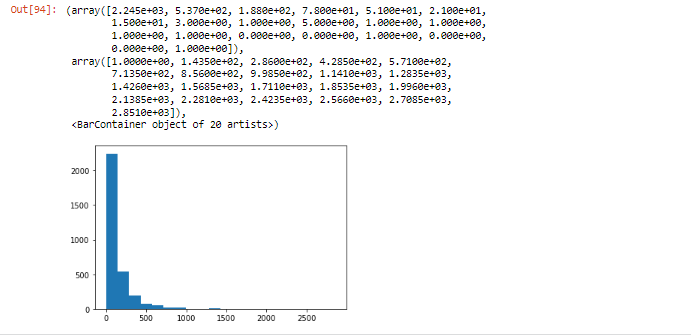 Out[94]: (array([2.245e+03, 5.370e+02, 1.880e+02, 7.800e+01, 5.100e+01, 2.100e+01,
1.500e+01, 3.000e+00, 1.000e+00, 5.000e+00, 1.000e+00, 1.000e+00,
1.000e+00, 1.000e+00, 0.000e+00, 0.000e+00, 1.000e+00, 0.000e+00,
0.000e+00, 1.000e+00]),
array([1.0000e+00, 1.4350e+02, 2.8600e+02, 4.2850e+02, 5.7100e+02,
7.1350e+02, 8.5600e+02, 9.9850e+02, 1.1410e+03, 1.2835e+03,
1.4260e+03, 1.5685e+03, 1.7110e+03, 1.8535e+03, 1.9960e+03,
2.1385e+03, 2.2810e+03, 2.4235e+03, 2.5660e+03, 2.7085e+03,
2.8510e+03]),
<BarContainer object of 20 artists>)
2000
1500
1000
500
0
0 500 1000 1500 2000 2500